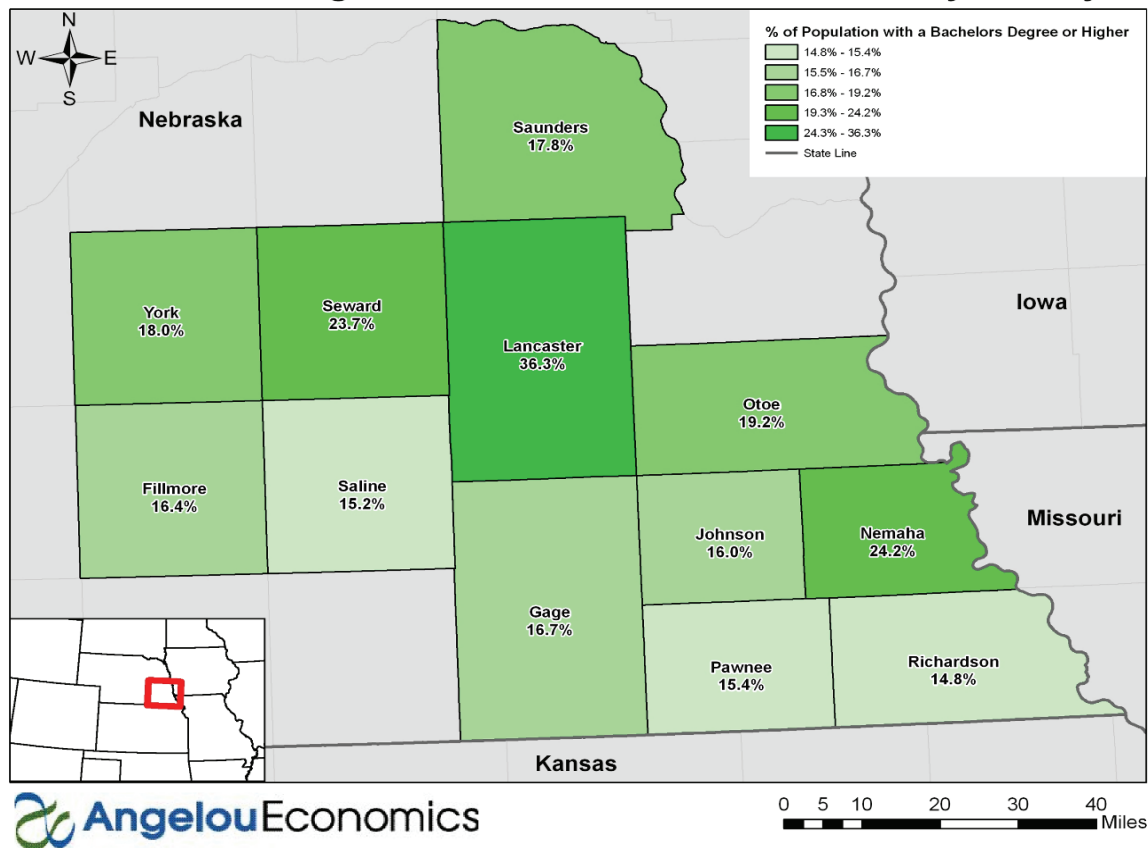 N
W E
S
Nebraska
% of Population with a Bachelors Degree or Higher
14.8% - 15.4%
15.5% - 16.7%
16.8% - 19.2%
19.3% - 24.2%
24.3% - 36.3%
State Line
Saunders
17.8%
York
18.0%
Seward
23.7%
Lancaster
36.3%
Iowa
Otoe
19.2%
Fillmore
16.4%
Saline
15.2%
Johnson
16.0%
Nemaha
24.2%
Missouri
Gage
16.7%
Pawnee
15.4%
Richardson
14.8%
Kansas
AngelouEconomics
0 5 10 20 30 40
Miles